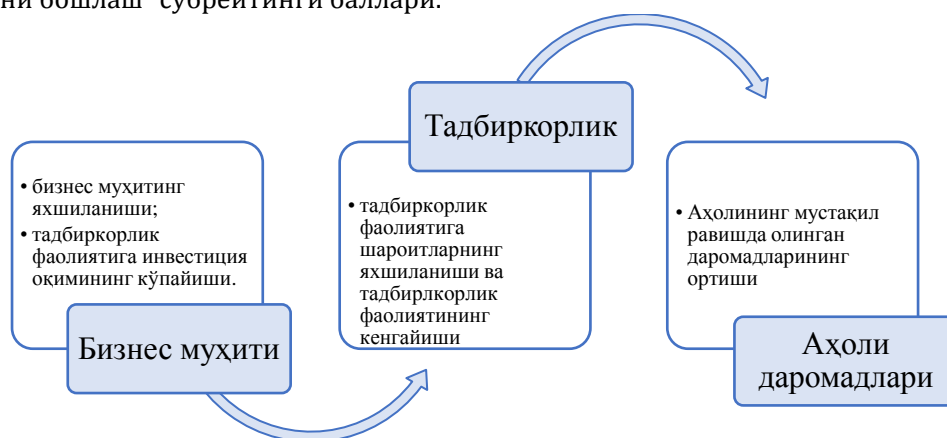 ни бошлаш" субрейтинги баллари.
• бизнес муҳитинг
яхшиланиши;
• тадбиркорлик
фаолиятига инвестиция
оқимининг кўпайиши.
Бизнес муҳити
Тадбиркорлик
• тадбиркорлик
фаолиятига
шароитларнинг
яхшиланиши ва
тадбирлкорлик
фаолиятининг
кенгайиши
• Аҳолининг мустақил
равишда олинган
даромадларининг
ортиши
Аҳоли
даромадлари